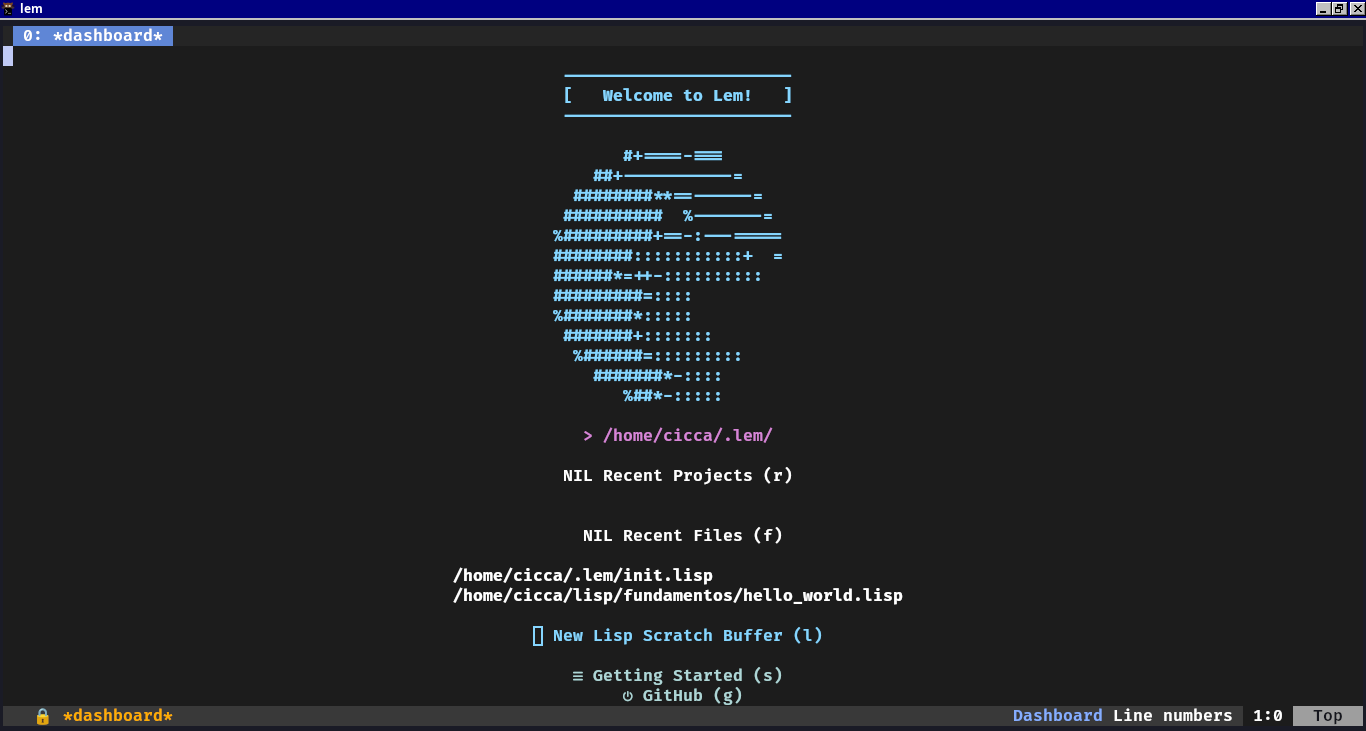 lem
0: *dashboard*
-----------------------
[   Welcome to Lem!   ]
-----------------------
#+====-===
##+-----------=
########**==------=
##########  %-------=
%#########+==-:---=====
########:::::::::::+  =
######*=++-::::::::::
#########=::::
%#######*:::::
#######+:::::::
%######=:::::::::
#######*-::::
%##*-:::::
> /home/cicca/.lem/
NIL Recent Projects (r)
NIL Recent Files (f)
/home/cicca/.lem/init.lisp
/home/cicca/lisp/fundamentos/hello_world.lisp
New Lisp Scratch Buffer (l)
≡ Getting Started (s)
⏻ GitHub (g)
🔒 *dashboard* Dashboard Line numbers 1:0 Top